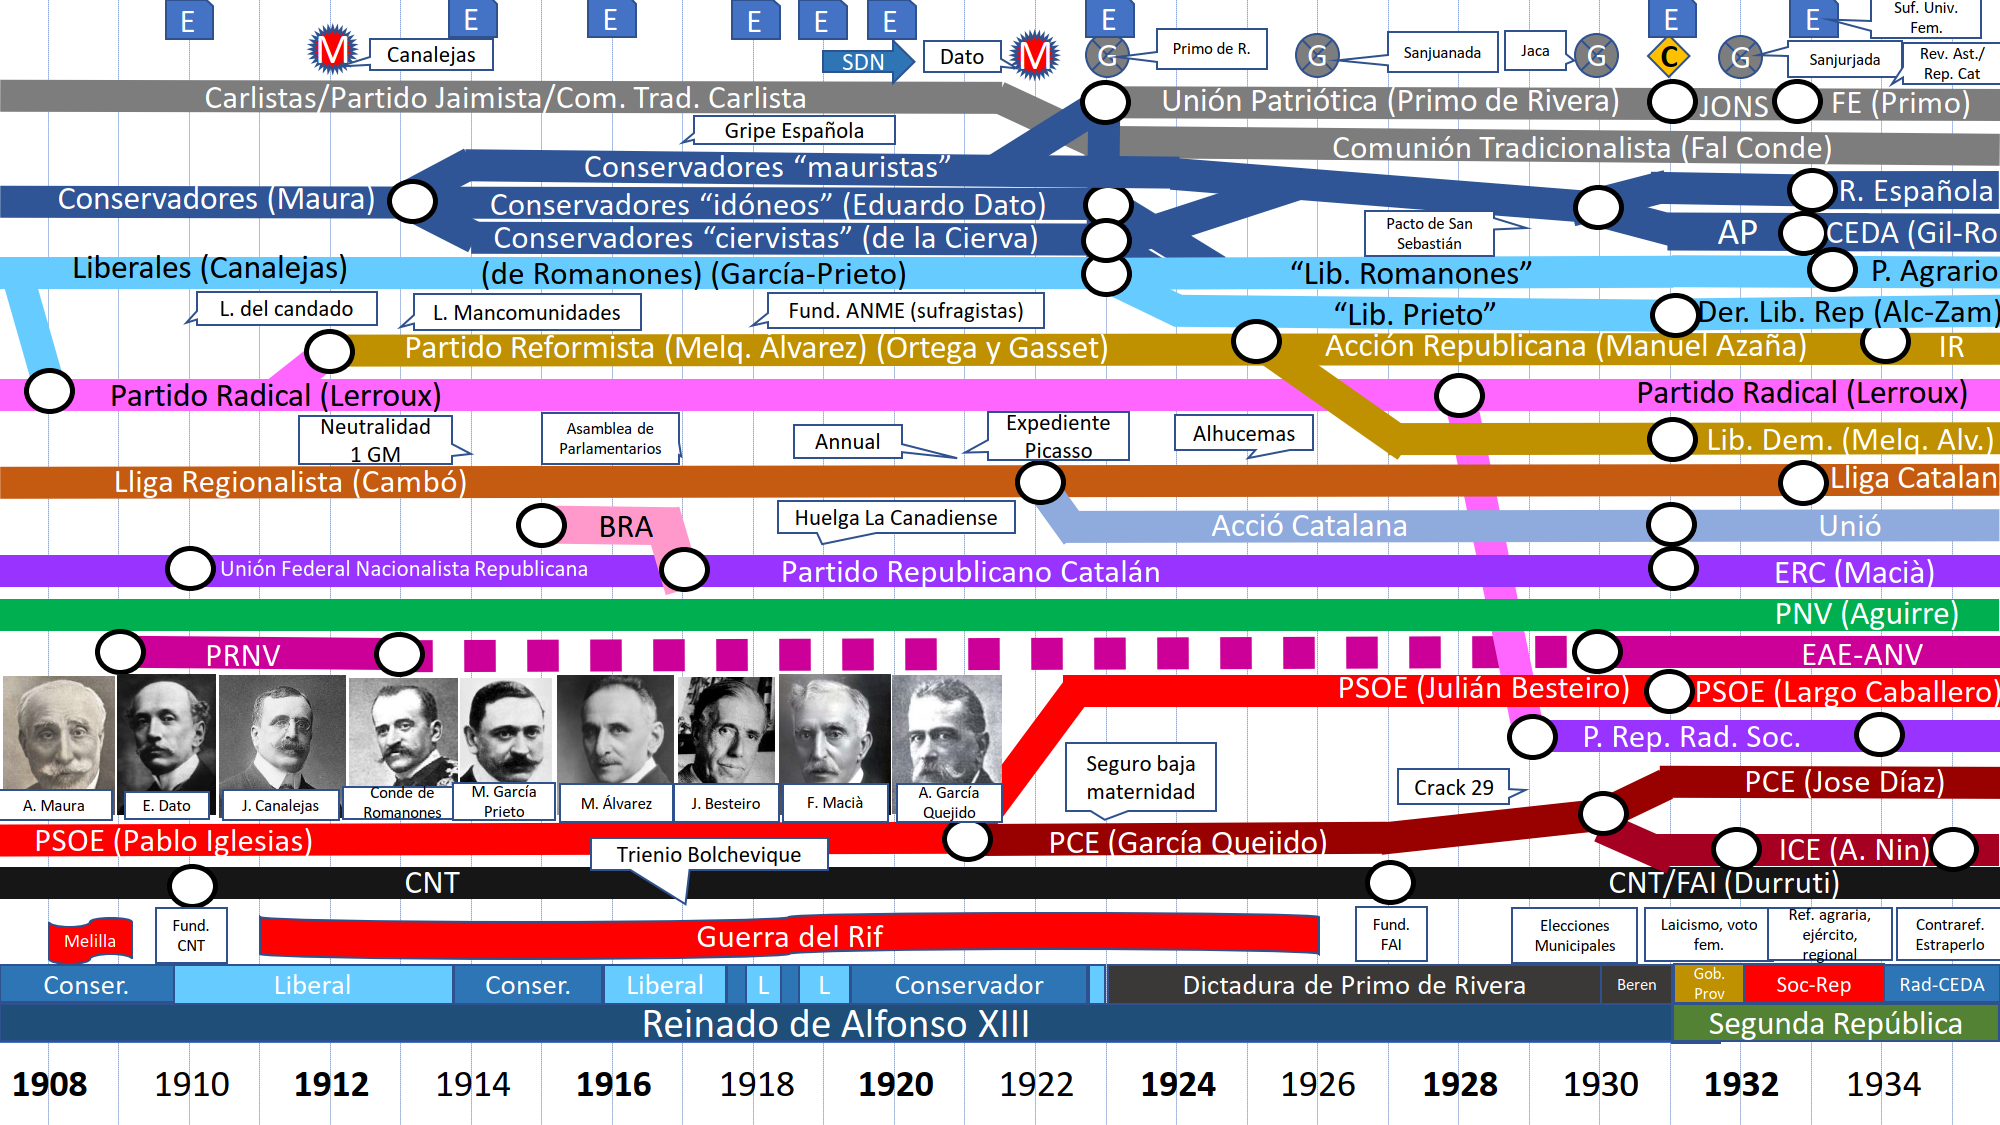 E E E E E E E E E
Suf. Univ.
Fem.
M
Canalejas
SDN
Dato
M
G
Primo de R.
G
Sanjuanada
Jaca
G
C
G
Sanjurjada
Rev. Ast./
Rep. Cat
Carlistas/Partido Jaimista/Com. Trad. Carlista
Unión Patriótica (Primo de Rivera)
JONS
FE (Primo)
Gripe Española
Comunión Tradicionalista (Fal Conde)
Conservadores “mauristas”
Conservadores (Maura)
Conservadores “idóneos” (Eduardo Dato)
R. Española
Pacto de San
Sebastián
Conservadores “ciervistas” (de la Cierva)
AP
CEDA (Gil-Ro
Liberales (Canalejas)
(de Romanones) (García-Prieto)
“Lib. Romanones”
P. Agrario
L. del candado
L. Mancomunidades
Fund. ANME (sufragistas)
“Lib. Prieto”
Der. Lib. Rep (Alc-Zam)
Partido Reformista (Melq. Álvarez) (Ortega y Gasset)
Acción Republicana (Manuel Azaña)
IR
Partido Radical (Lerroux)
Partido Radical (Lerroux)
Neutralidad
1 GM
Asamblea de
Parlamentarios
Annual
Expediente
Picasso
Alhucemas
Lib. Dem. (Melq. Alv.)
Lliga Regionalista (Cambó)
Lliga Catalan
BRA
Huelga La Canadiense
Acció Catalana
Unió
Unión Federal Nacionalista Republicana
Partido Republicano Catalán
ERC (Macià)
PNV (Aguirre)
PRNV
EAE-ANV
PSOE (Julián Besteiro)
PSOE (Largo Caballero)
P. Rep. Rad. Soc.
Seguro baja
maternidad
Crack 29
PCE (Jose Díaz)
A. Maura
E. Dato
J. Canalejas
Conde de
Romanones
M. García
Prieto
M. Álvarez
J. Besteiro
F. Macià
A. García
Quejido
PSOE (Pablo Iglesias)
PCE (García Quejido)
ICE (A. Nin)
Trienio Bolchevique
CNT
CNT/FAI (Durruti)
Melilla
Fund.
CNT
Guerra del Rif
Fund.
FAI
Elecciones
Municipales
Laicismo, voto
fem.
Ref. agraria,
ejército,
regional
Contraref.
Estraperlo
Conser.
Liberal
Conser.
Liberal
L
L
Conservador
Dictadura de Primo de Rivera
Beren
Gob.
Prov
Soc-Rep
Rad-CEDA
Reinado de Alfonso XIII
Segunda República
1908 1910 1912 1914 1916 1918 1920 1922 1924 1926 1928 1930 1932 1934